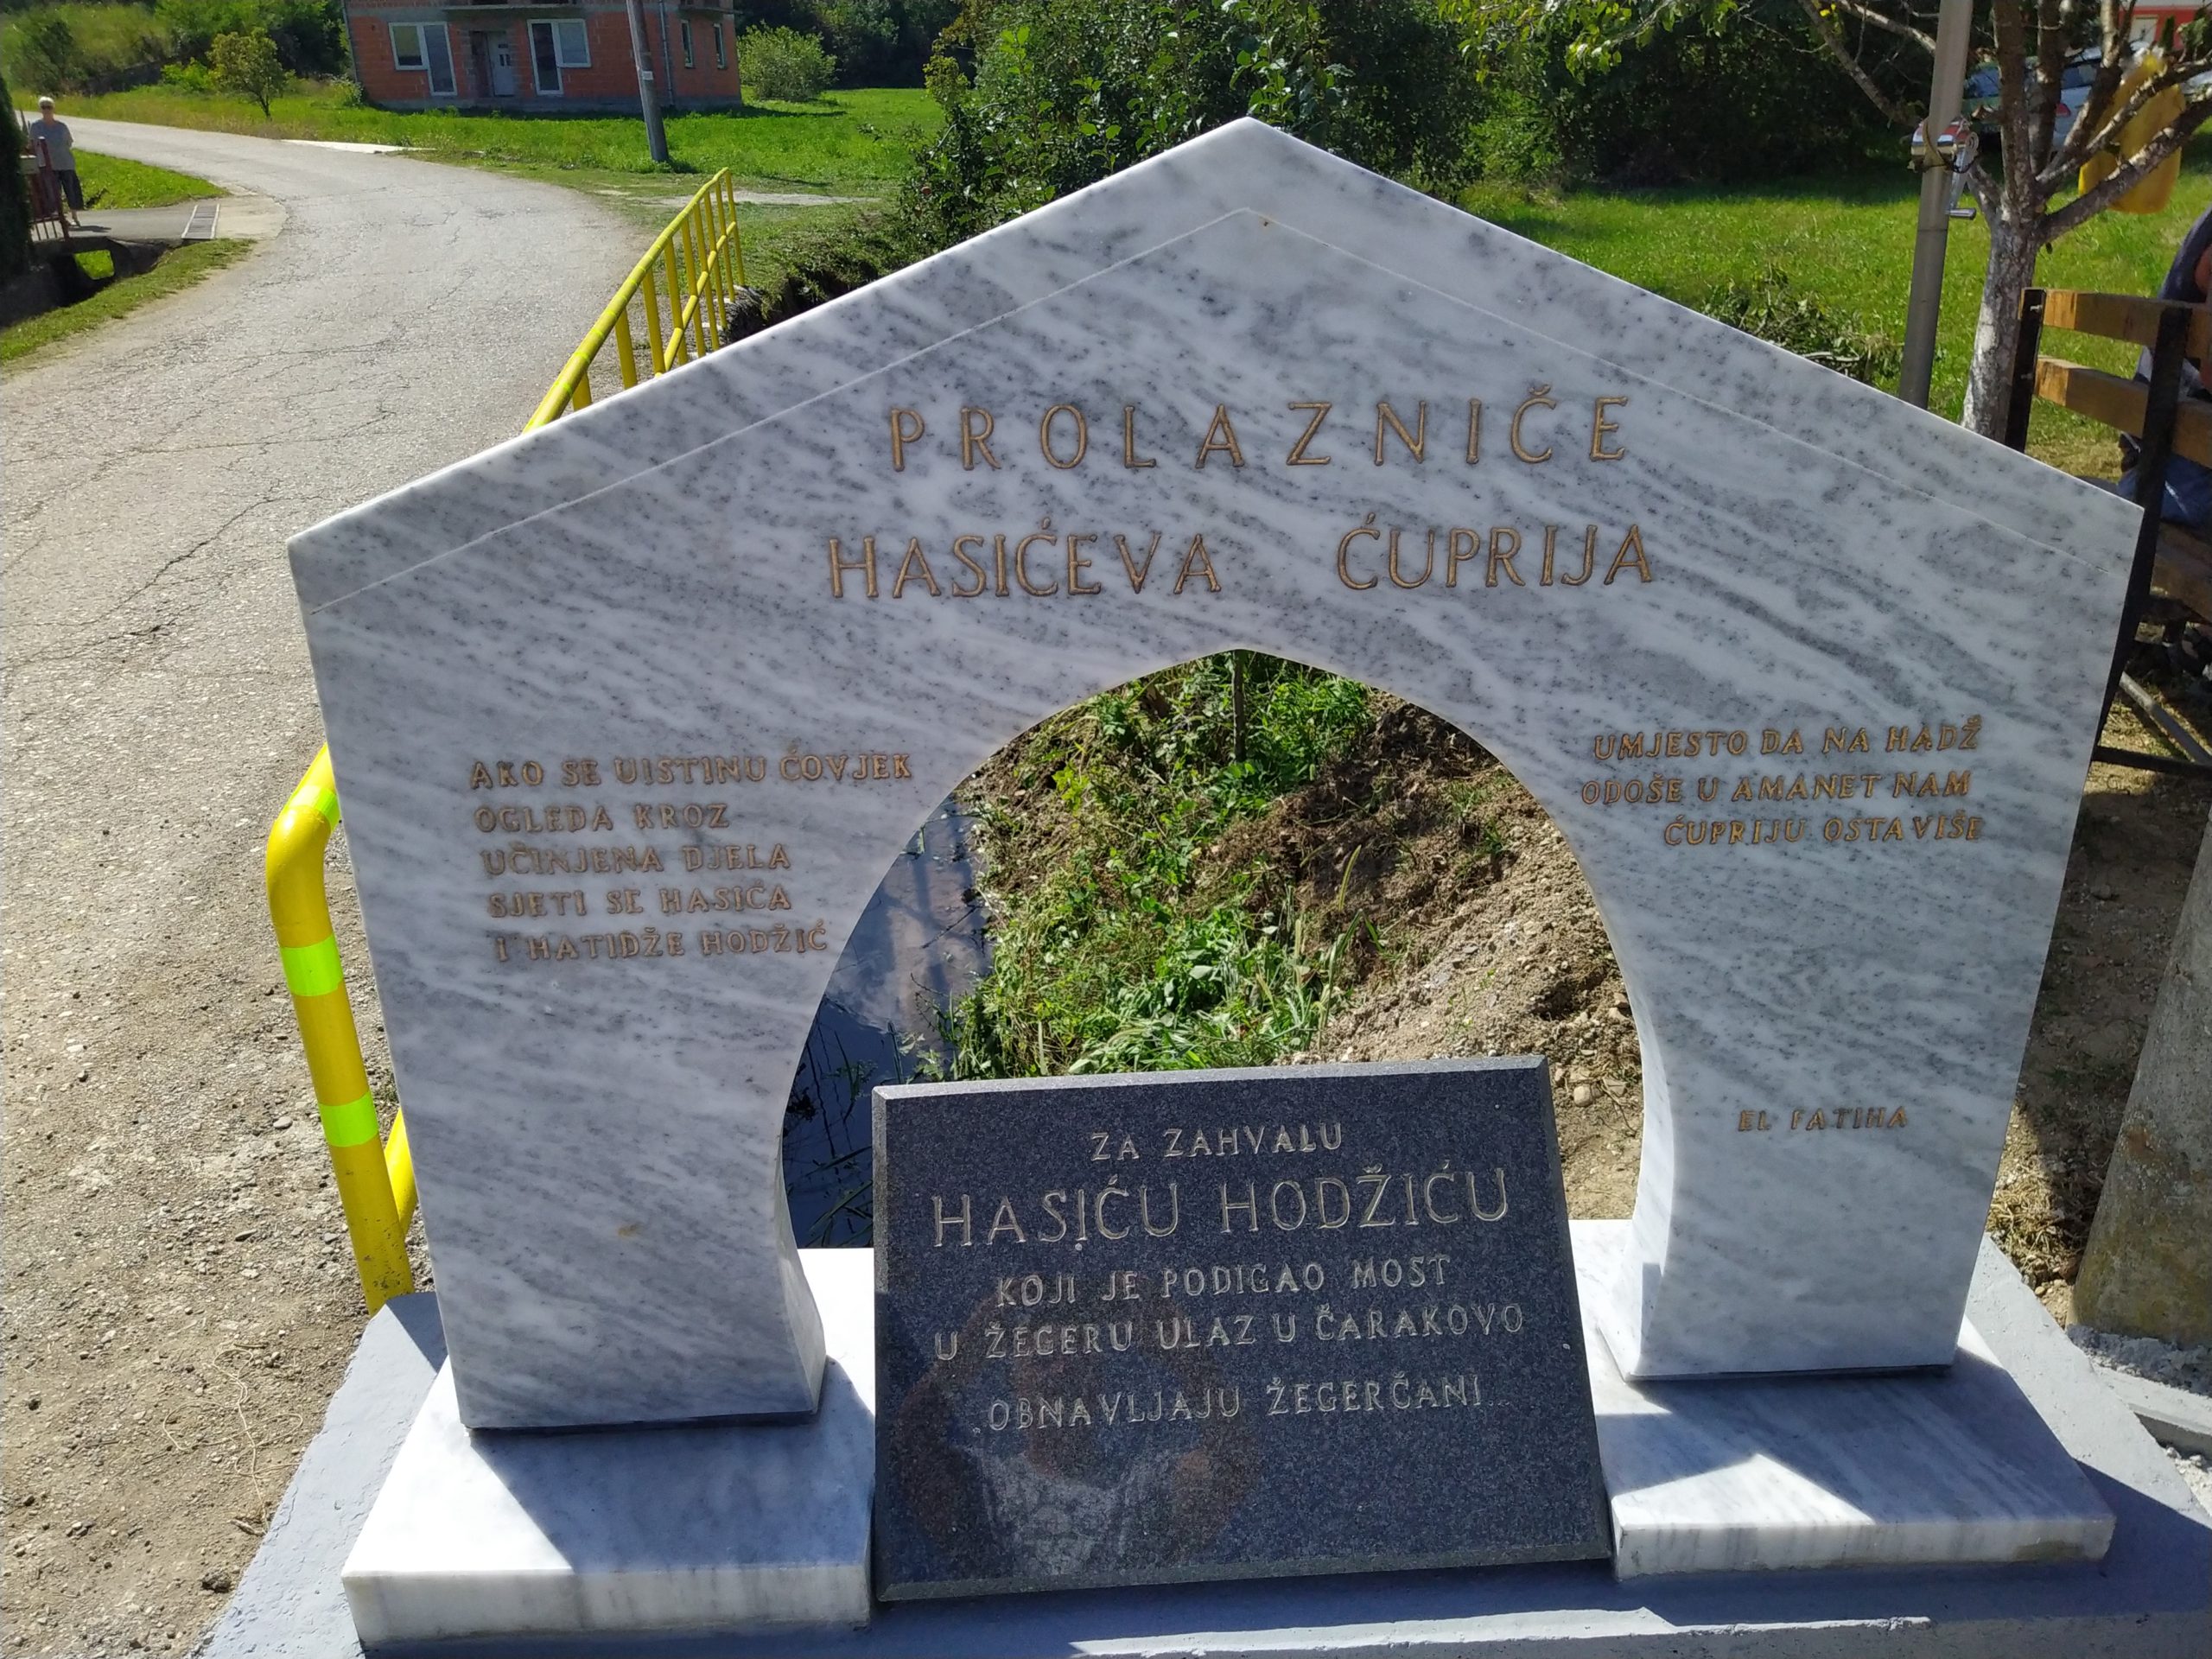 PROLAZNIČE
HASIĆEVA ĆUPRIJA
AKO SE UISTINU ČOVJEK
OGLEDA KROZ
UČINJENA DJELA
SJETI SE HASIĆA
I HATIDŽE HODŽIĆ
UMJESTO DA NA HADŽ
ODOŠE U AMANET NAM
ĆUPRIJU OSTAVIŠE
EL FATIHA
ZA ZAHVALU
HASIĆU HODŽIĆU
KOJI JE PODIGAO MOST
U ŽEGERU ULAZ U ČARAKOVO
OBNAVLJAJU ŽEGERČANI